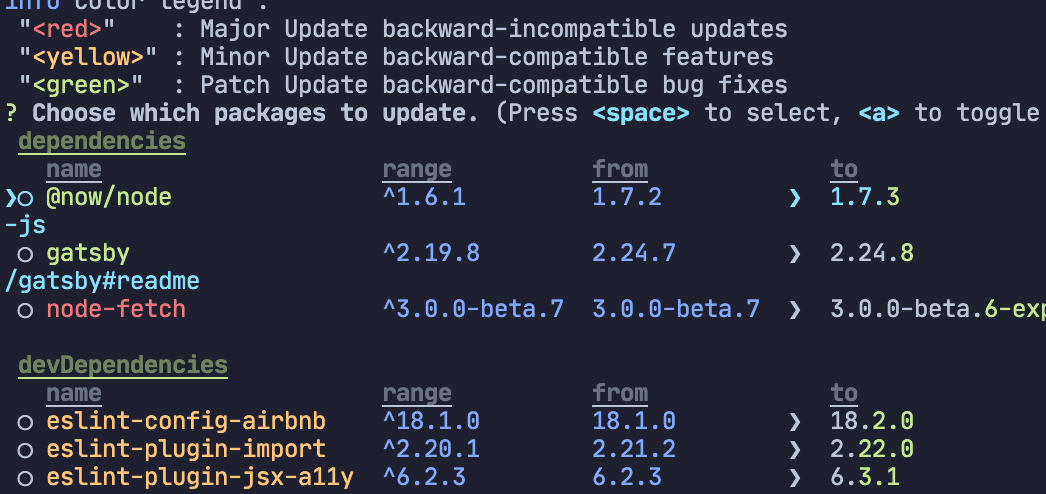 info Color legend :
"<red>" : Major Update backward-incompatible updates
"<yellow>" : Minor Update backward-compatible features
"<green>" : Patch Update backward-compatible bug fixes
? Choose which packages to update. (Press <space> to select, <a> to toggle
dependencies
name range from to
❯○ @now/node ^1.6.1 1.7.2 ❯ 1.7.3
-js
○ gatsby ^2.19.8 2.24.7 ❯ 2.24.8
/gatsby#readme
○ node-fetch ^3.0.0-beta.7 3.0.0-beta.7 ❯ 3.0.0-beta.6-exp
devDependencies
name range from to
○ eslint-config-airbnb ^18.1.0 18.1.0 ❯ 18.2.0
○ eslint-plugin-import ^2.20.1 2.21.2 ❯ 2.22.0
○ eslint-plugin-jsx-a11y ^6.2.3 6.2.3 ❯ 6.3.1